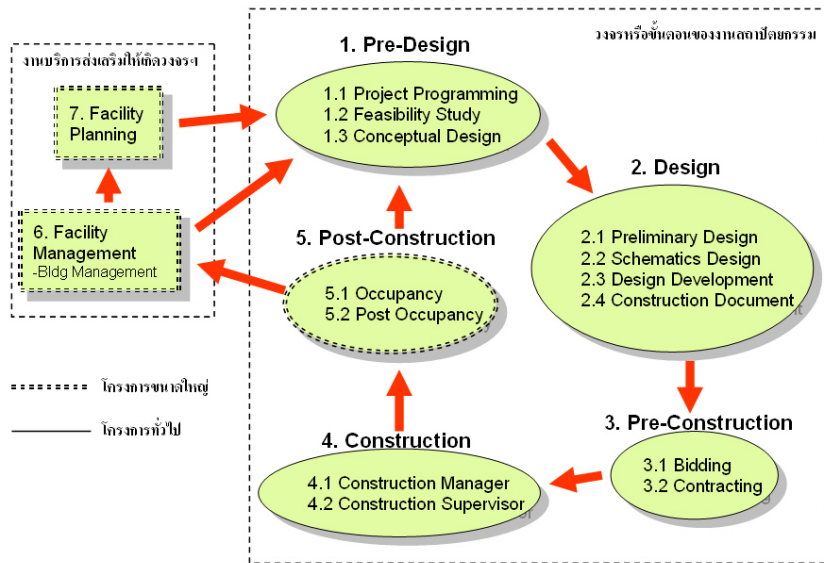 วงจรหรือขั้นตอนของงานสถาปัตยกรรม
งานบริการส่งเสริมให้เกิดวงจรฯ
1. Pre-Design
1.1 Project Programming
1.2 Feasibility Study
1.3 Conceptual Design
2. Design
2.1 Preliminary Design
2.2 Schematics Design
2.3 Design Development
2.4 Construction Document
3. Pre-Construction
3.1 Bidding
3.2 Contracting
4. Construction
4.1 Construction Manager
4.2 Construction Supervisor
5. Post-Construction
5.1 Occupancy
5.2 Post Occupancy
6. Facility
Management
-Bldg Management
7. Facility
Planning
โครงการขนาดใหญ่
โครงการทั่วไป